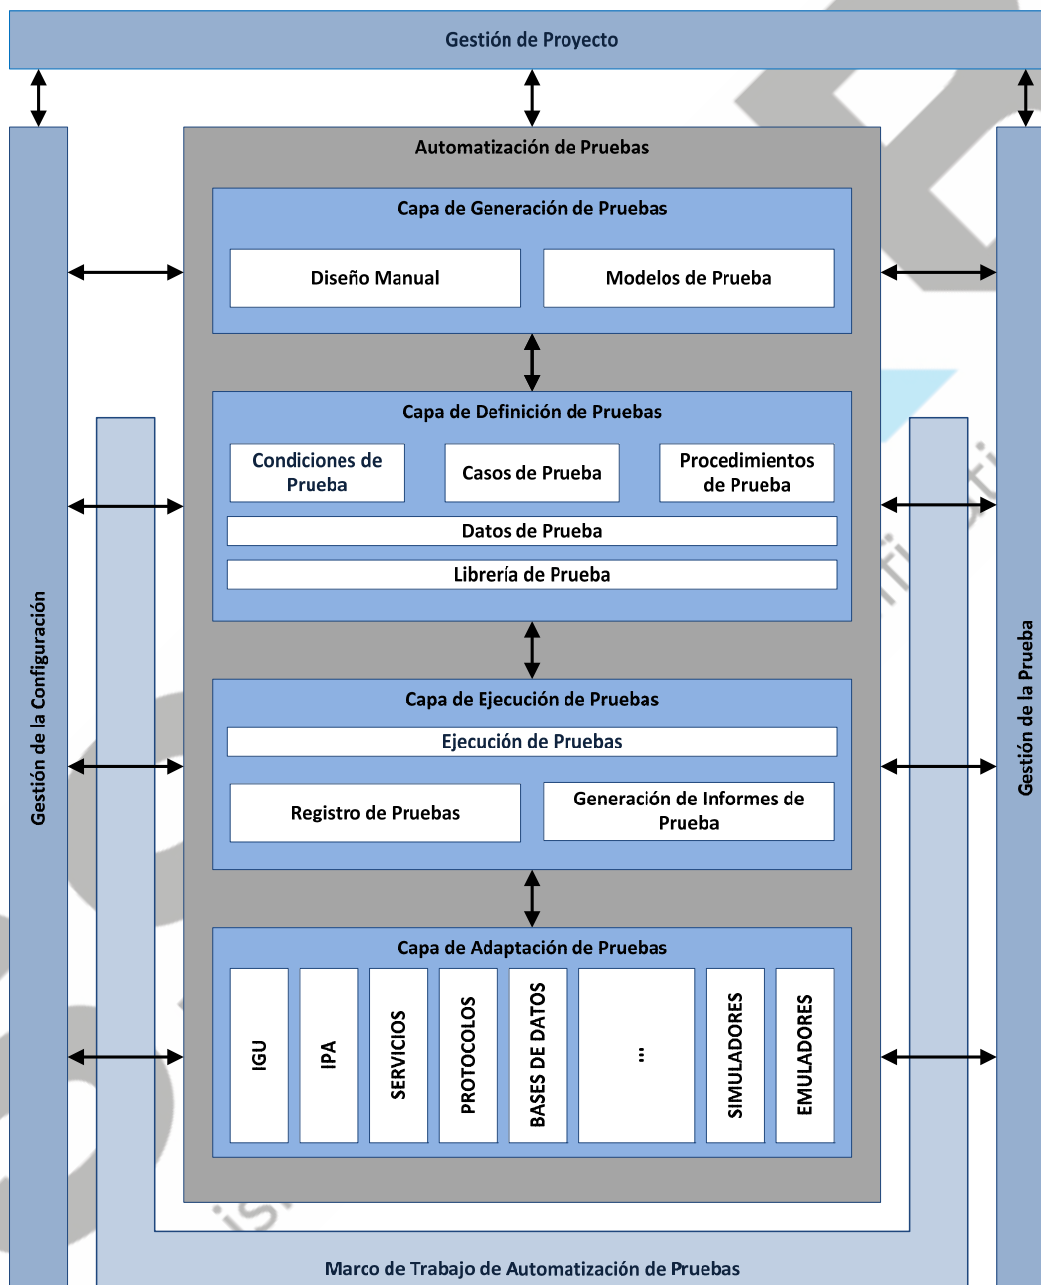 Gestión de Proyecto
Automatización de Pruebas
Capa de Generación de Pruebas
Diseño Manual
Modelos de Prueba
Capa de Definición de Pruebas
Condiciones de
Prueba
Casos de Prueba
Procedimientos
de Prueba
Datos de Prueba
Librería de Prueba
Gestión de la Configuración
Gestión de la Prueba
Capa de Ejecución de Pruebas
Ejecución de Pruebas
Registro de Pruebas
Generación de Informes de
Prueba
Capa de Adaptación de Pruebas
IGU
IPA
SERVICIOS
PROTOCOLOS
BASES DE DATOS
...
SIMULADORES
EMULADORES
Marco de Trabajo de Automatización de Pruebas